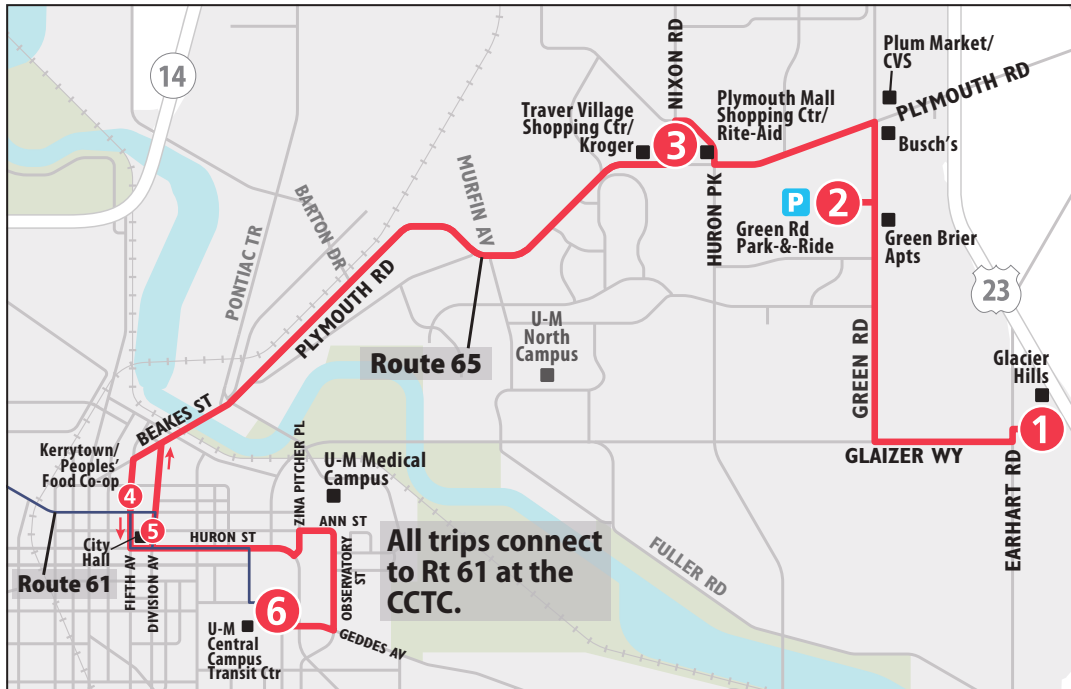 14
NIXON RD
Plum Market/
CVS
PLYMOUTH RD
Traver Village
Shopping Ctr/
Kroger
3
Plymouth Mall
Shopping Ctr/
Rite-Aid
Busch's
MURFIN AV
BARTON DR
PONTIAC TR
HURON PK
P
2
Green Rd
Park-&-Ride
Green Brier
Apts
PLYMOUTH RD
23
U-M
North
Campus
Route 65
GREEN RD
Glacier
Hills
1
GLAIZER WY
EARHART RD
BEAKES ST
Kerrytown/
Peoples'
Food Co-op
4
ZINA PITCHER PL
U-M Medical
Campus
5
City
Hall
HURON ST
ANN ST
Route 61
FIFTH AV
DIVISION AV
OBSERVATORY
ST
All trips connect
to Rt 61 at the
CCTC.
FULLER RD
6
U-M
Central
Campus
Transit Ctr
GEDDES AV